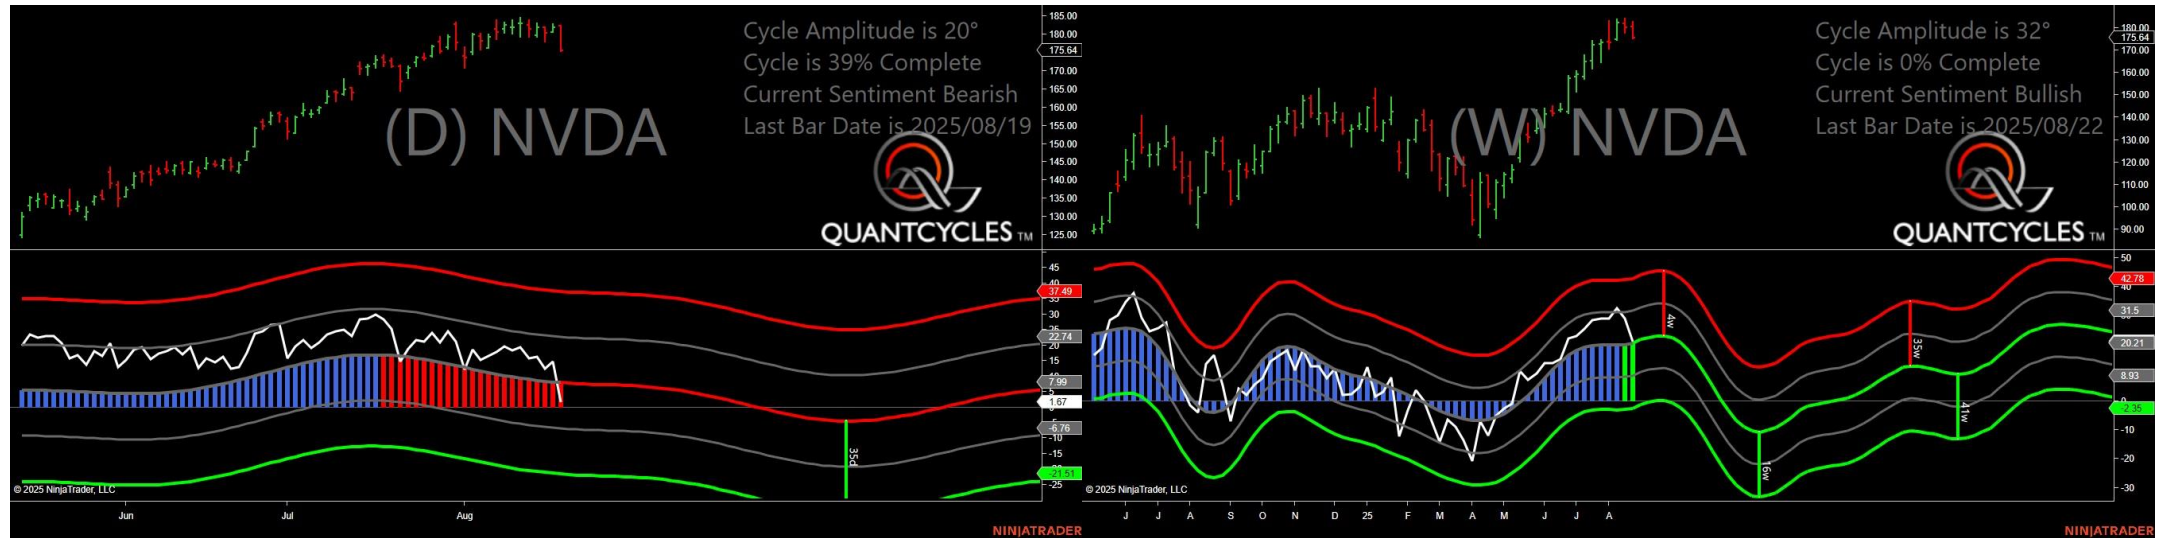 Cycle Amplitude is 20°
Cycle is 39% Complete
Current Sentiment Bearish
Last Bar Date is 2025/08/19
(D) NVDA
QUANTCYCLES TM
185.00
180.00
175.64
170.00
165.00
160.00
155.00
150.00
145.00
140.00
135.00
130.00
125.00
45
40
37.49
35
30
25
22.74
20
15
10
7.99
5
1.67
-5
-6.76
-10
-15
-20
-21.51
-25
35d
© 2025 NinjaTrader, LLC
Jun
Jul
Aug
NINJATRADER
Cycle Amplitude is 32°
Cycle is 0% Complete
Current Sentiment Bullish
Last Bar Date is 2025/08/22
(W) NVDA
QUANTCYCLES TM
180.00
175.64
170.00
160.00
150.00
140.00
130.00
120.00
110.00
100.00
90.00
50
42.78
40
31.5
20.21
8.93
0
-2.35
-10
-20
-30
4w
35w
41w
16w
© 2025 NinjaTrader, LLC
J J A S O N D 25 F M A M J J A
NINJATRADER